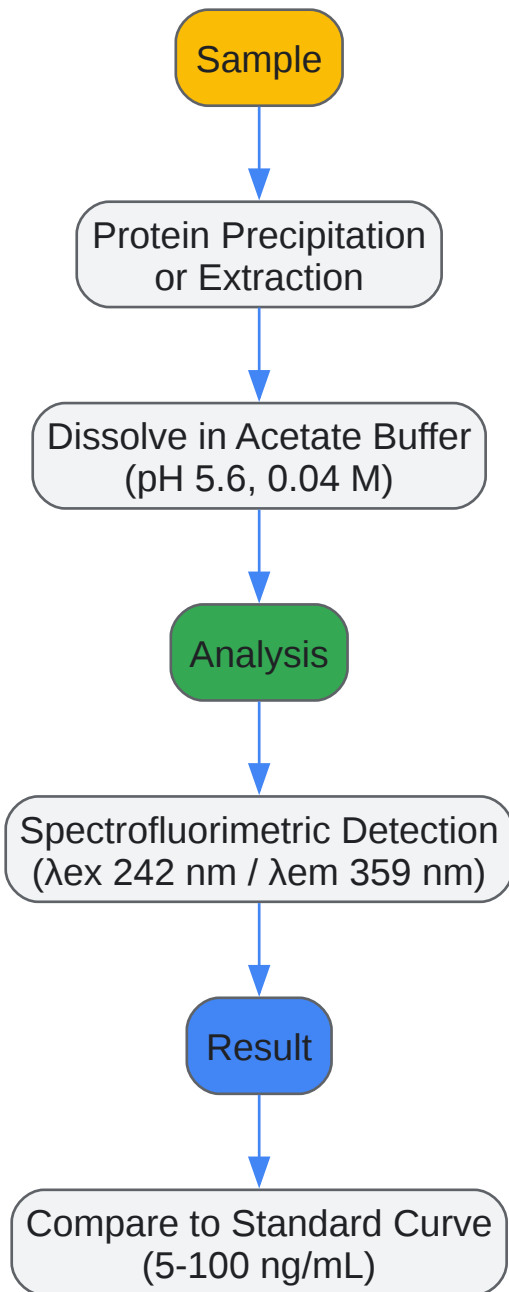 Sample
Protein Precipitation
or Extraction
Dissolve in Acetate Buffer
(pH 5.6, 0.04 M)
Analysis
Spectrofluorimetric Detection
(λex 242 nm / λem 359 nm)
Result
Compare to Standard Curve
(5-100 ng/mL)